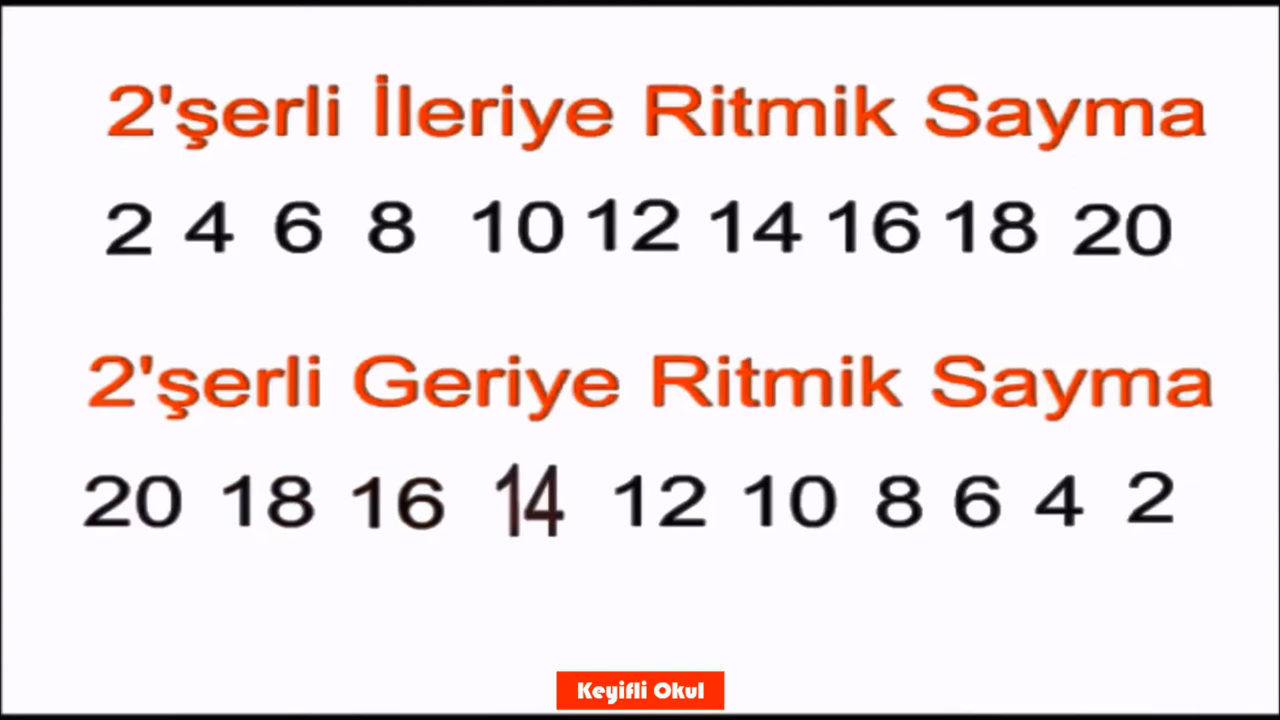 2'şerli İleriye Ritmik Sayma
2 4 6 8 10 12 14 16 18 20
2'şerli Geriye Ritmik Sayma
20 18 16 14 12 10 8 6 4 2
Keyifli Okul